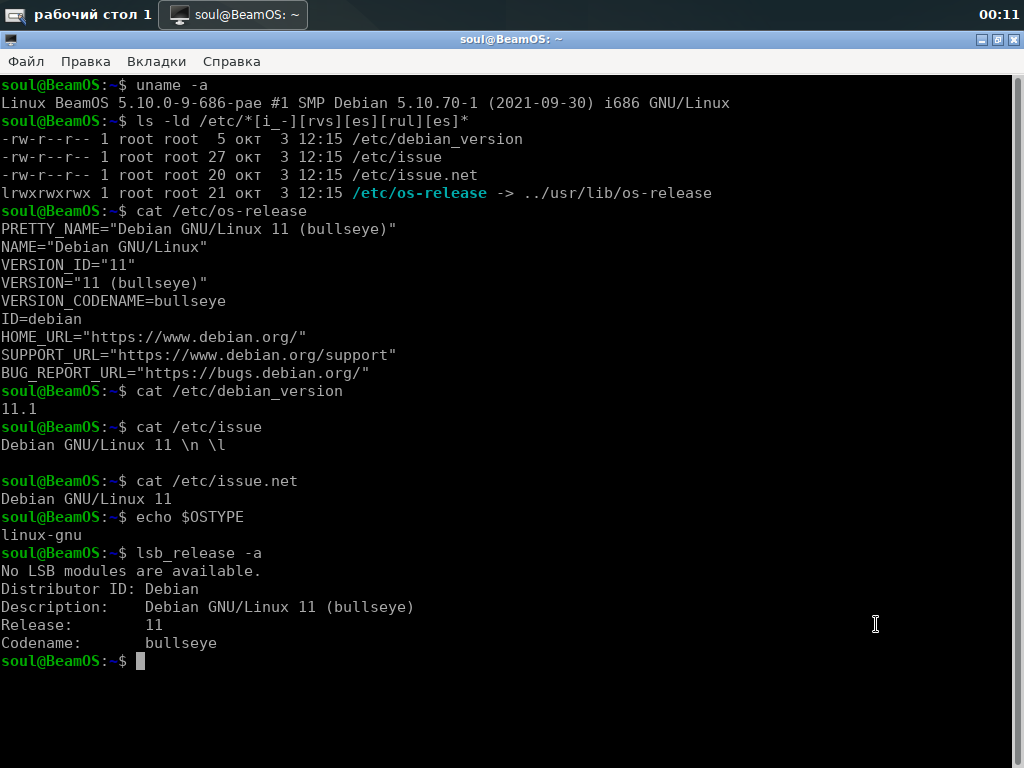 рабочий стол 1 soul@BeamOS: ~ 00:11
soul@BeamOS: ~
Файл Правка Вкладки Справка
soul@BeamOS:~$ uname -a
Linux BeamOS 5.10.0-9-686-pae #1 SMP Debian 5.10.70-1 (2021-09-30) i686 GNU/Linux
soul@BeamOS:~$ ls -ld /etc/*[i_-][rvs][es][rul][es]*
-rw-r--r-- 1 root root  5 окт  3 12:15 /etc/debian_version
-rw-r--r-- 1 root root 27 окт  3 12:15 /etc/issue
-rw-r--r-- 1 root root 20 окт  3 12:15 /etc/issue.net
lrwxrwxrwx 1 root root 21 окт  3 12:15 /etc/os-release -> ../usr/lib/os-release
soul@BeamOS:~$ cat /etc/os-release
PRETTY_NAME="Debian GNU/Linux 11 (bullseye)"
NAME="Debian GNU/Linux"
VERSION_ID="11"
VERSION="11 (bullseye)"
VERSION_CODENAME=bullseye
ID=debian
HOME_URL="https://www.debian.org/"
SUPPORT_URL="https://www.debian.org/support"
BUG_REPORT_URL="https://bugs.debian.org/"
soul@BeamOS:~$ cat /etc/debian_version
11.1
soul@BeamOS:~$ cat /etc/issue
Debian GNU/Linux 11 \n \l
soul@BeamOS:~$ cat /etc/issue.net
Debian GNU/Linux 11
soul@BeamOS:~$ echo $OSTYPE
linux-gnu
soul@BeamOS:~$ lsb_release -a
No LSB modules are available.
Distributor ID: Debian
Description:    Debian GNU/Linux 11 (bullseye)
Release:        11
Codename:       bullseye
soul@BeamOS:~$